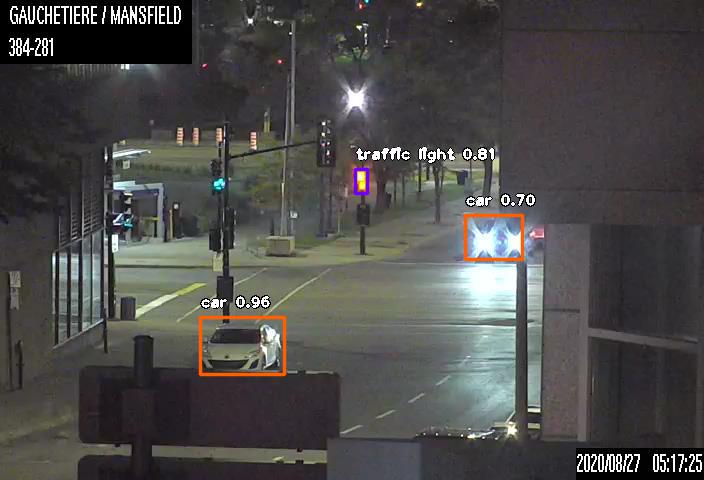 GAUCHETIERE / MANSFIELD
384-281
traffic light 0.81
car 0.70
car 0.96
2020/08/27 05:17:25